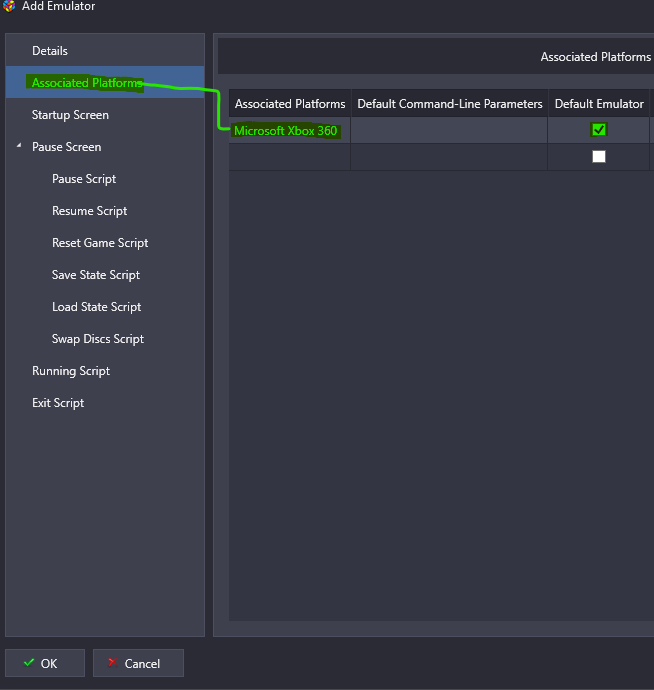 Add Emulator
Details
Associated Platforms
Startup Screen
Pause Screen
Pause Script
Resume Script
Reset Game Script
Save State Script
Load State Script
Swap Discs Script
Running Script
Exit Script
Associated Platforms
Associated Platforms Default Command-Line Parameters Default Emulator
Microsoft Xbox 360
OK Cancel